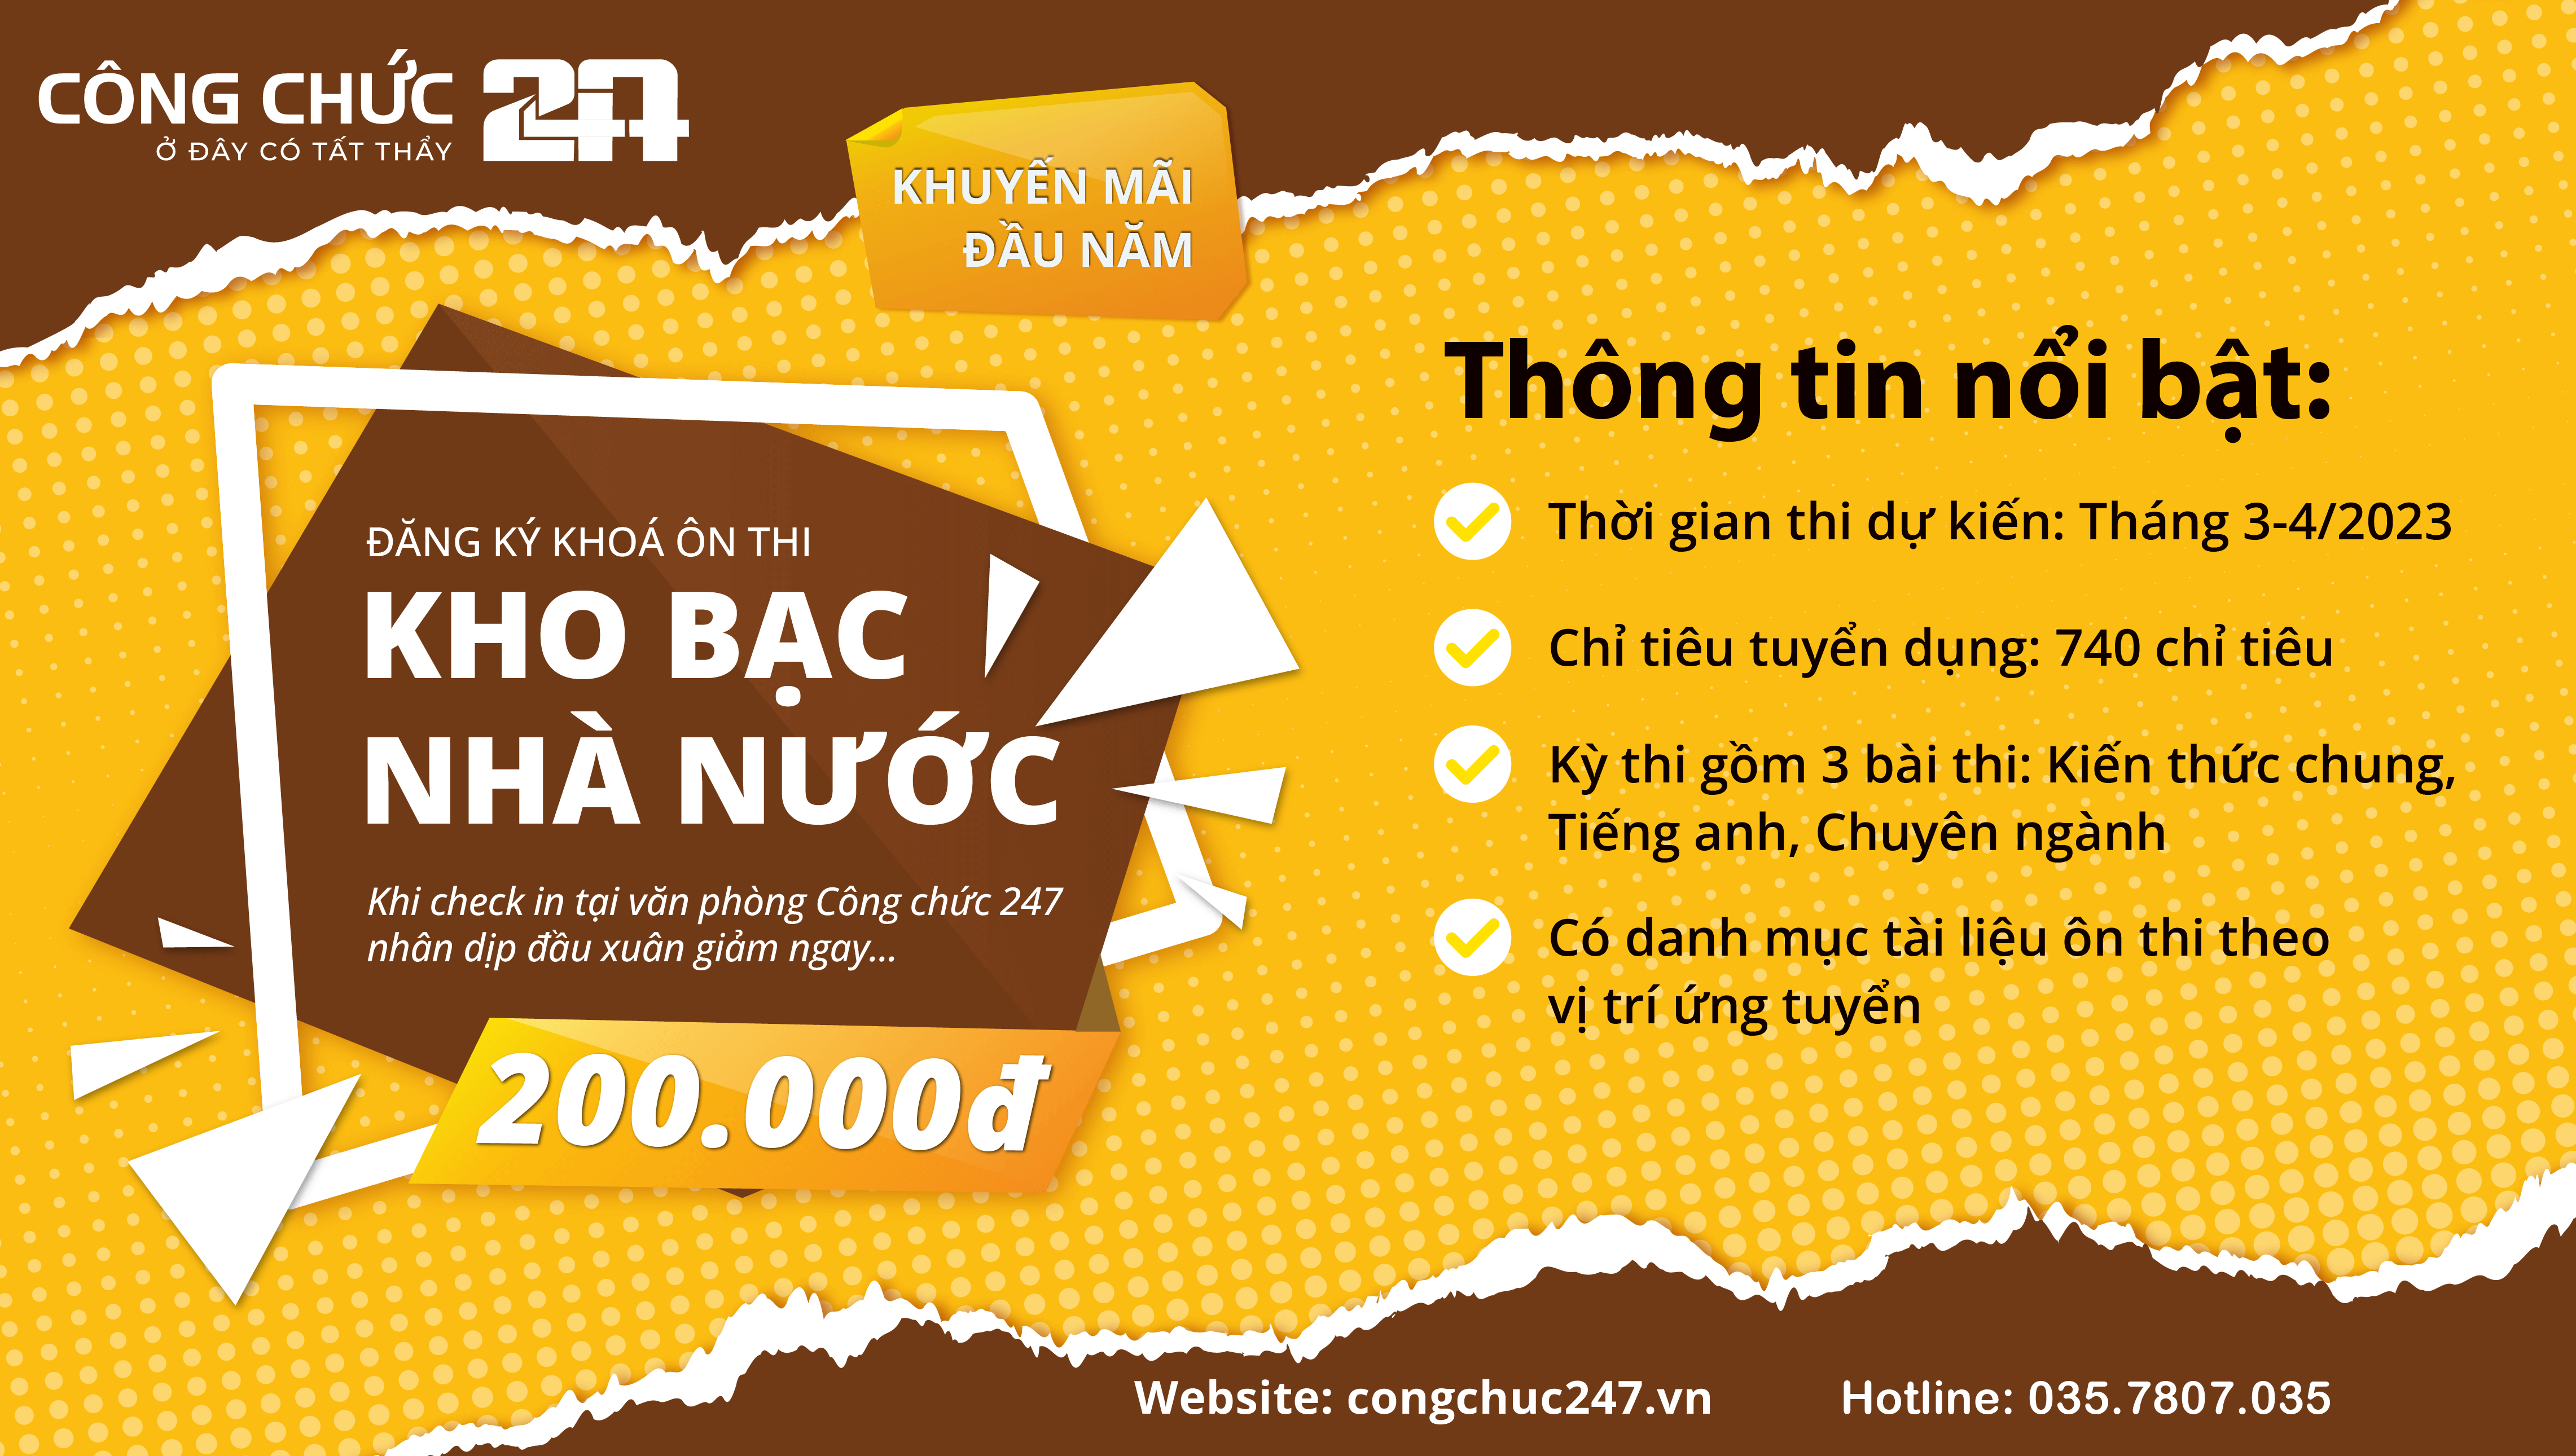 CÔNG CHỨC 247
Ở ĐÂY CÓ TẤT THẨY
KHUYẾN MÃI
ĐẦU NĂM
ĐĂNG KÝ KHOÁ ÔN THI
KHO BẠC
NHÀ NƯỚC
Khi check in tại văn phòng Công chức 247
nhân dịp đầu xuân giảm ngay...
200.000đ
Thông tin nổi bật:
Thời gian thi dự kiến: Tháng 3-4/2023
Chỉ tiêu tuyển dụng: 740 chỉ tiêu
Kỳ thi gồm 3 bài thi: Kiến thức chung,
Tiếng anh, Chuyên ngành
Có danh mục tài liệu ôn thi theo
vị trí ứng tuyển
Website: congchuc247.vn
Hotline: 035.7807.035